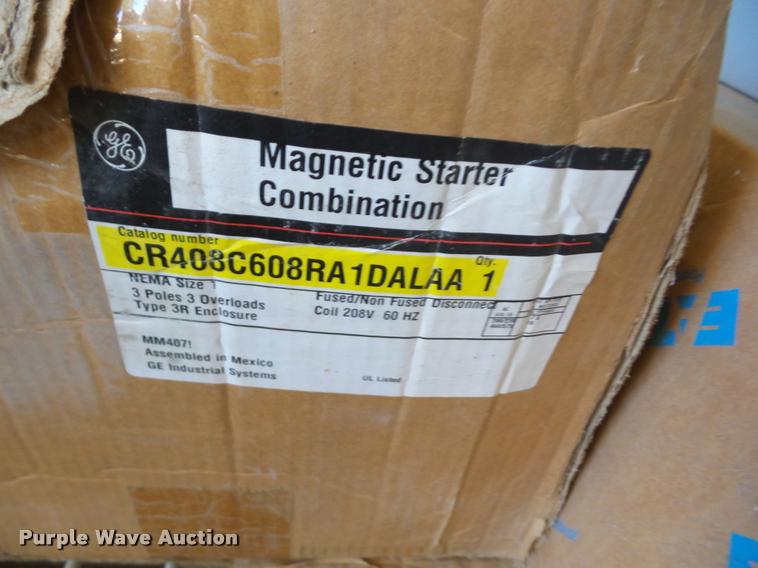 GE
Magnetic Starter
Combination
Catalog number
Qty.
CR408C608RA1DALAA 1
NEMA Size 1
3 Poles 3 Overloads
Type 3R Enclosure
Fused/Non Fused Disconnect
Coil 208V 60 HZ
MM407!
Assembled in Mexico
GE Industrial Systems
UL Listed
Purple Wave Auction